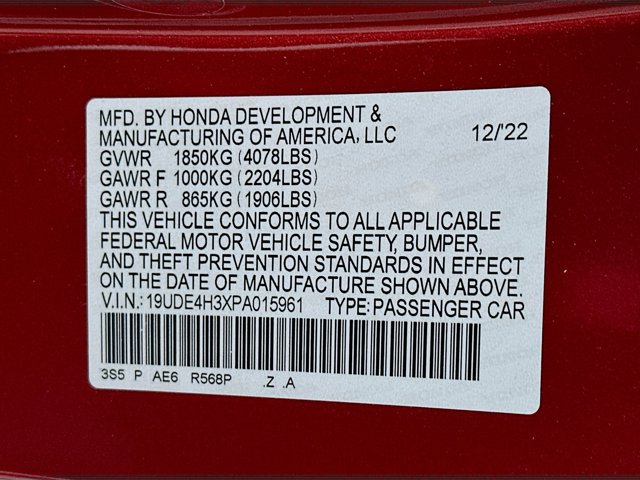 MFD. BY HONDA DEVELOPMENT &
MANUFACTURING OF AMERICA, LLC 12/'22
GVWR 1850KG (4078LBS)
GAWR F 1000KG (2204LBS)
GAWR R 865KG (1906LBS)
THIS VEHICLE CONFORMS TO ALL APPLICABLE
FEDERAL MOTOR VEHICLE SAFETY, BUMPER,
AND THEFT PREVENTION STANDARDS IN EFFECT
ON THE DATE OF MANUFACTURE SHOWN ABOVE.
V.I.N.: 19UDE4H3XPA015961 TYPE: PASSENGER CAR
3S5 P AE6 R568P .Z .A